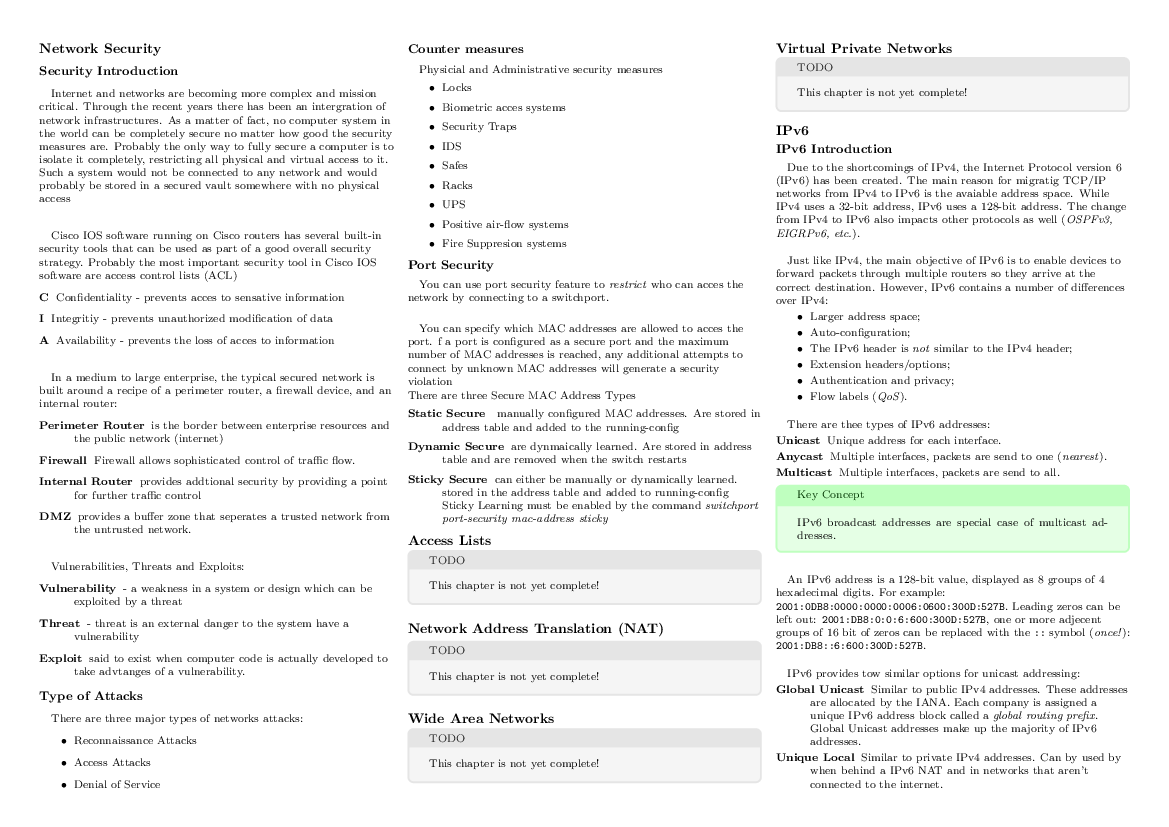 Network Security
Security Introduction
Internet and networks are becoming more complex and mission
critical. Through the recent years there has been an intergration of
network infrastructures. As a matter of fact, no computer system in
the world can be completely secure no matter how good the security
measures are. Probably the only way to fully secure a computer is to
isolate it completely, restricting all physical and virtual access to it.
Such a system would not be connected to any network and would
probably be stored in a secured vault somewhere with no physical
access
Cisco IOS software running on Cisco routers has several built-in
security tools that can be used as part of a good overall security
strategy. Probably the most important security tool in Cisco IOS
software are access control lists (ACL)
C Confidentiality - prevents acces to sensative information
I Integritiy - prevents unauthorized modification of data
A Availability - prevents the loss of acces to information
In a medium to large enterprise, the typical secured network is
built around a recipe of a perimeter router, a firewall device, and an
internal router:
Perimeter Router is the border between enterprise resources and
the public network (internet)
Firewall Firewall allows sophisticated control of traffic flow.
Internal Router provides addtional security by providing a point
for further traffic control
DMZ provides a buffer zone that seperates a trusted network from
the untrusted network.
Vulnerabilities, Threats and Exploits:
Vulnerability - a weakness in a system or design which can be
exploited by a threat
Threat - threat is an external danger to the system have a
vulnerability
Exploit said to exist when computer code is actually developed to
take advtanges of a vulnerability.
Type of Attacks
There are three major types of networks attacks:
• Reconnaissance Attacks
• Access Attacks
• Denial of Service
Counter measures
Physicial and Administrative security measures
• Locks
• Biometric acces systems
• Security Traps
• IDS
• Safes
• Racks
• UPS
• Positive air-flow systems
• Fire Suppresion systems
Port Security
You can use port security feature to restrict who can acces the
network by connecting to a switchport.
You can specify which MAC addresses are allowed to acces the
port. f a port is configured as a secure port and the maximum
number of MAC addresses is reached, any additional attempts to
connect by unknown MAC addresses will generate a security
violation
There are three Secure MAC Address Types
Static Secure manually configured MAC addresses. Are stored in
address table and added to the running-config
Dynamic Secure are dynmaically learned. Are stored in address
table and are removed when the switch restarts
Sticky Secure can either be manually or dynamically learned.
stored in the address table and added to running-config
Sticky Learning must be enabled by the command switchport
port-security mac-address sticky
Access Lists
TODO
This chapter is not yet complete!
Network Address Translation (NAT)
TODO
This chapter is not yet complete!
Wide Area Networks
TODO
This chapter is not yet complete!
Virtual Private Networks
TODO
This chapter is not yet complete!
IPv6
IPv6 Introduction
Due to the shortcomings of IPv4, the Internet Protocol version 6
(IPv6) has been created. The main reason for migratig TCP/IP
networks from IPv4 to IPv6 is the avaiable address space. While
IPv4 uses a 32-bit address, IPv6 uses a 128-bit address. The change
from IPv4 to IPv6 also impacts other protocols as well (OSPFv3,
EIGRPv6, etc.).
Just like IPv4, the main objective of IPv6 is to enable devices to
forward packets through multiple routers so they arrive at the
correct destination. However, IPv6 contains a number of differences
over IPv4:
• Larger address space;
• Auto-configuration;
• The IPv6 header is not similar to the IPv4 header;
• Extension headers/options;
• Authentication and privacy;
• Flow labels (QoS).
There are thee types of IPv6 addresses:
Unicast Unique address for each interface.
Anycast Multiple interfaces, packets are send to one (nearest).
Multicast Multiple interfaces, packets are send to all.
Key Concept
IPv6 broadcast addresses are special case of multicast ad-
dresses.
An IPv6 address is a 128-bit value, displayed as 8 groups of 4
hexadecimal digits. For example:
2001:0DB8:0000:0000:0006:0600:300D:527B. Leading zeros can be
left out: 2001:DB8:0:0:6:600:300D:527B, one or more adjecent
groups of 16 bit of zeros can be replaced with the :: symbol (once!):
2001:DB8::6:600:300D:527B.
IPv6 provides tow similar options for unicast addressing:
Global Unicast Similar to public IPv4 addresses. These addresses
are allocated by the IANA. Each company is assigned a
unique IPv6 address block called a global routing prefix.
Global Unicast addresses make up the majority of IPv6
addresses.
Unique Local Similar to private IPv4 addresses. Can by used by
when behind a IPv6 NAT and in networks that aren't
connected to the internet.